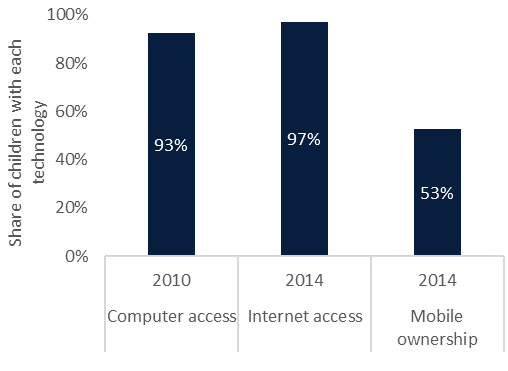 Share of children with each
technology
100%
80%
60%
40%
20%
0%
93%
97%
53%
2010
2014
2014
Computer access
Internet access
Mobile
ownership